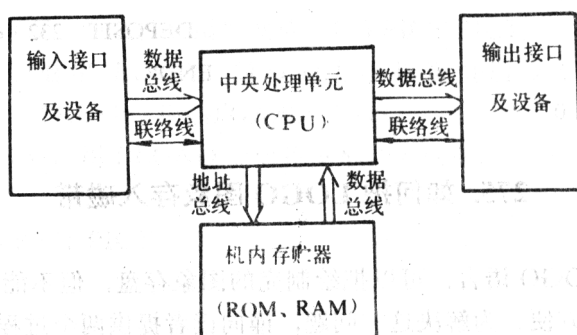 DEPOSIT
输入接口
及设备
数据
总线
联络线
中央处理单元
(CPU)
数据总线
联络线
输出接口
及设备
地址
总线
数据
总线
机内存贮器
(ROM、RAM)